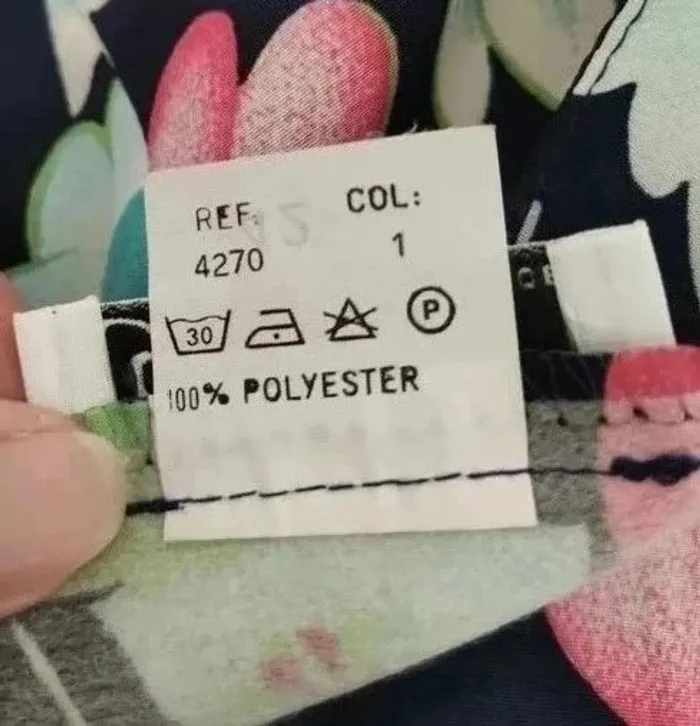 REF. COL:
4270 1
30 P
100% POLYESTER